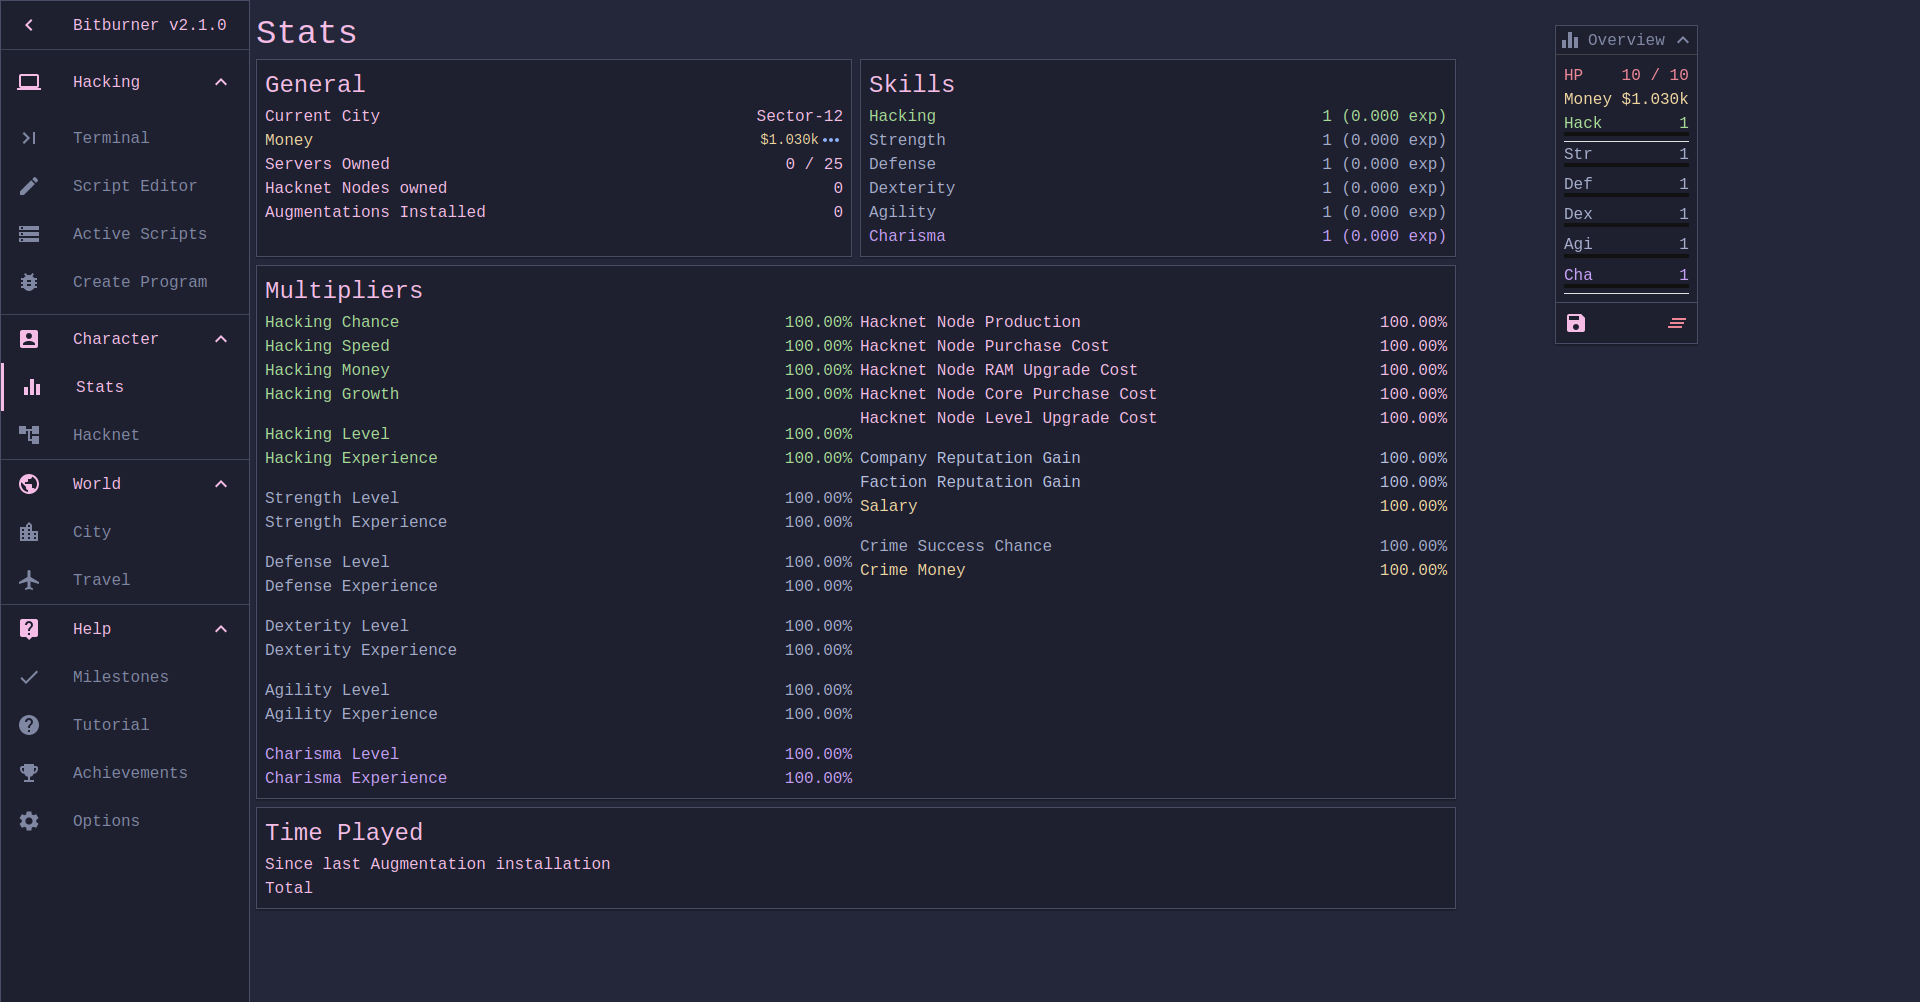 Bitburner v2.1.0
Hacking
Terminal
Script Editor
Active Scripts
Create Program
Character
Stats
Hacknet
World
City
Travel
Help
Milestones
Tutorial
Achievements
Options
Stats
General
Current City Sector-12
Money $1.030k
Servers Owned 0 / 25
Hacknet Nodes owned 0
Augmentations Installed 0
Skills
Hacking 1 (0.000 exp)
Strength 1 (0.000 exp)
Defense 1 (0.000 exp)
Dexterity 1 (0.000 exp)
Agility 1 (0.000 exp)
Charisma 1 (0.000 exp)
Multipliers
Hacking Chance 100.00%
Hacking Speed 100.00%
Hacking Money 100.00%
Hacking Growth 100.00%
Hacking Level 100.00%
Hacking Experience 100.00%
Strength Level 100.00%
Strength Experience 100.00%
Defense Level 100.00%
Defense Experience 100.00%
Dexterity Level 100.00%
Dexterity Experience 100.00%
Agility Level 100.00%
Agility Experience 100.00%
Charisma Level 100.00%
Charisma Experience 100.00%
Hacknet Node Production 100.00%
Hacknet Node Purchase Cost 100.00%
Hacknet Node RAM Upgrade Cost 100.00%
Hacknet Node Core Purchase Cost 100.00%
Hacknet Node Level Upgrade Cost 100.00%
Company Reputation Gain 100.00%
Faction Reputation Gain 100.00%
Salary 100.00%
Crime Success Chance 100.00%
Crime Money 100.00%
Time Played
Since last Augmentation installation
Total
Overview
HP 10 / 10
Money $1.030k
Hack 1
Str 1
Def 1
Dex 1
Agi 1
Cha 1